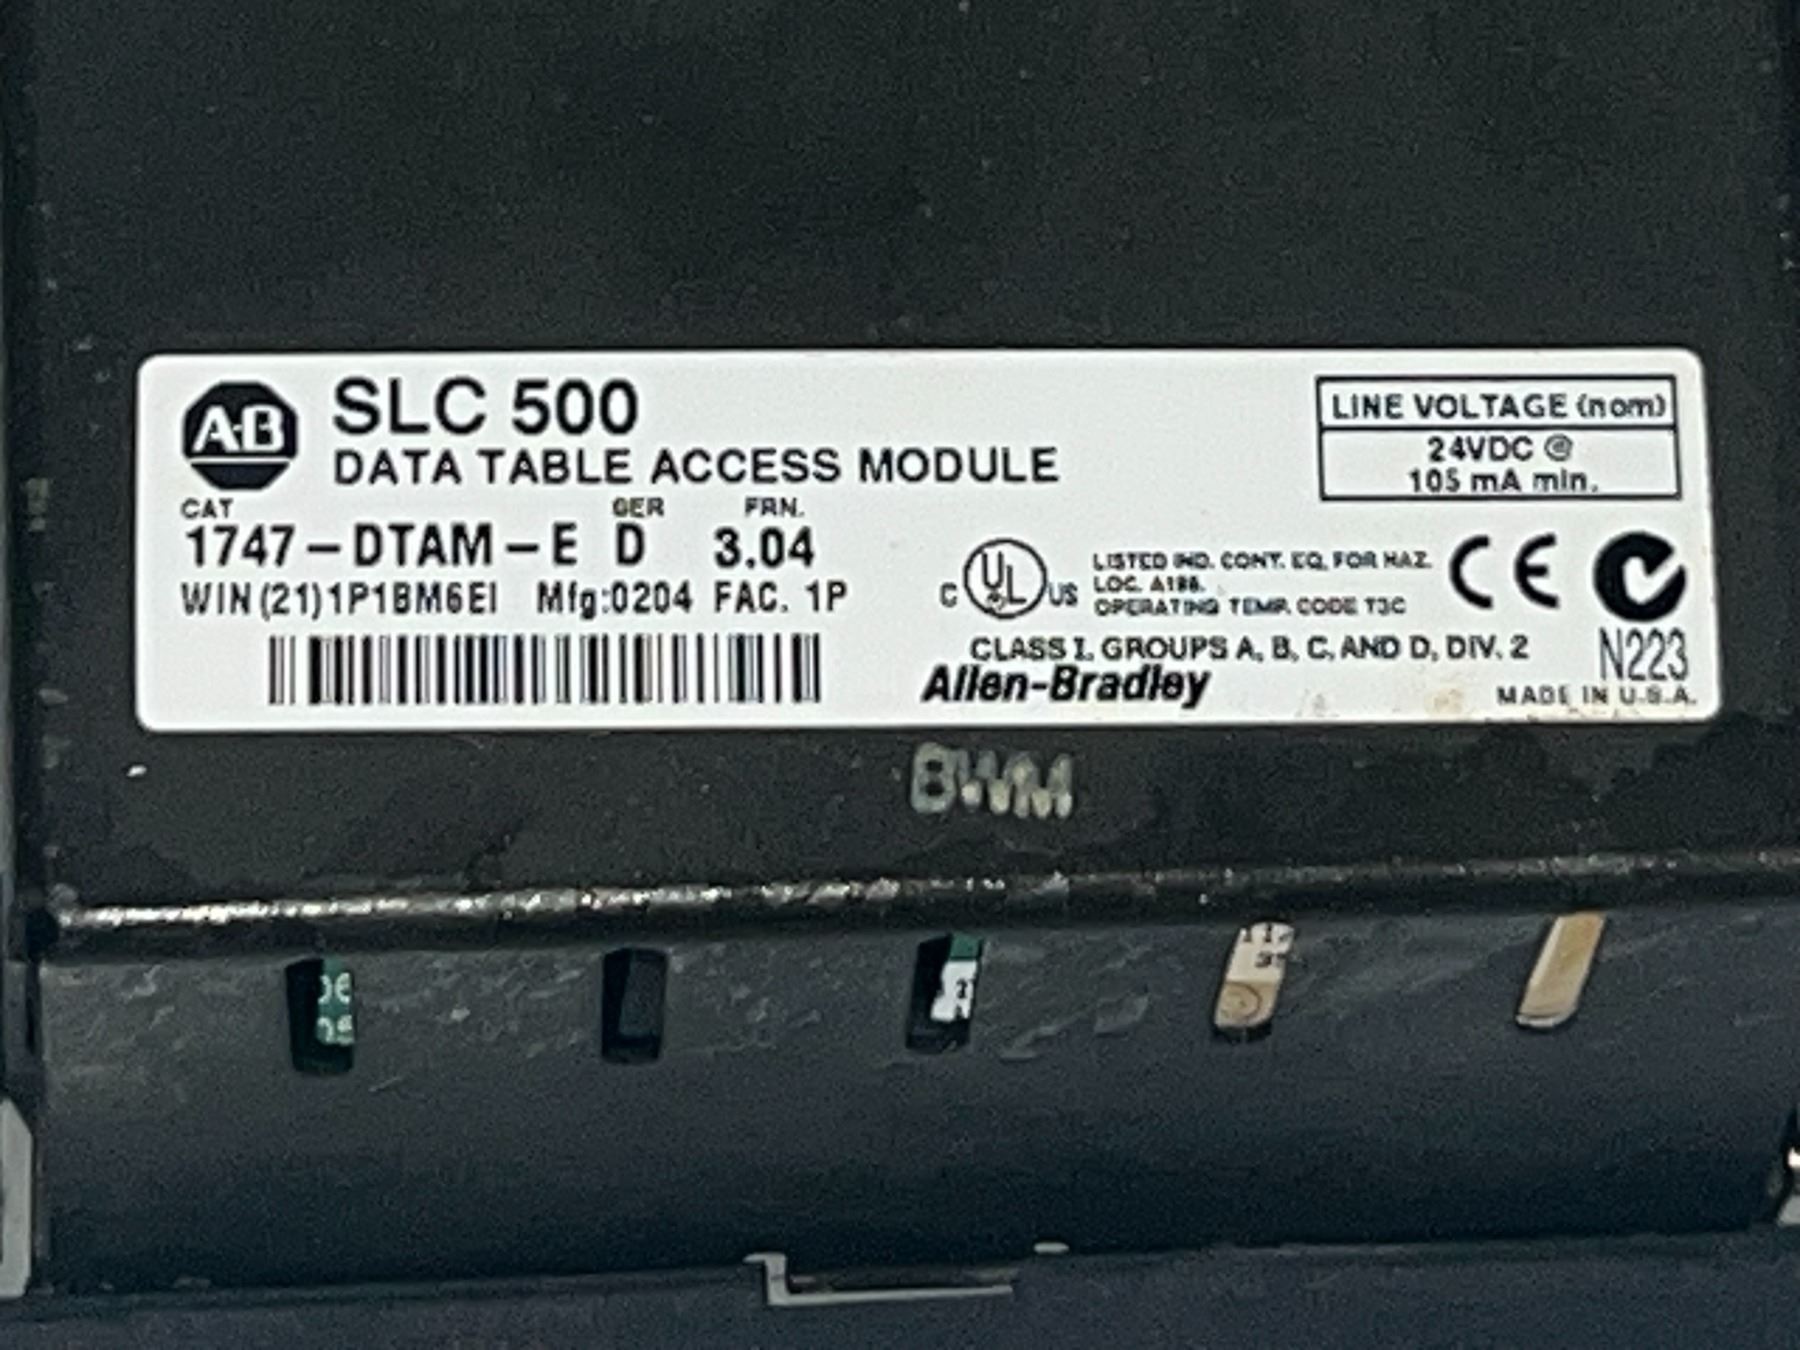 A-B
SLC 500
DATA TABLE ACCESS MODULE
CAT SER FRN.
1747-DTAM-E D 3.04
WIN(21)1P1BM6EI Mfg:0204 FAC. 1P
LINE VOLTAGE (nom)
24VDC @
105 mA min.
C UL US
LISTED IND. CONT. EQ. FOR HAZ.
LOC. A196.
OPERATING TEMP. CODE T3C
CE
N223
CLASS I, GROUPS A, B, C, AND D, DIV. 2
Allen-Bradley
MADE IN U.S.A.
BWM